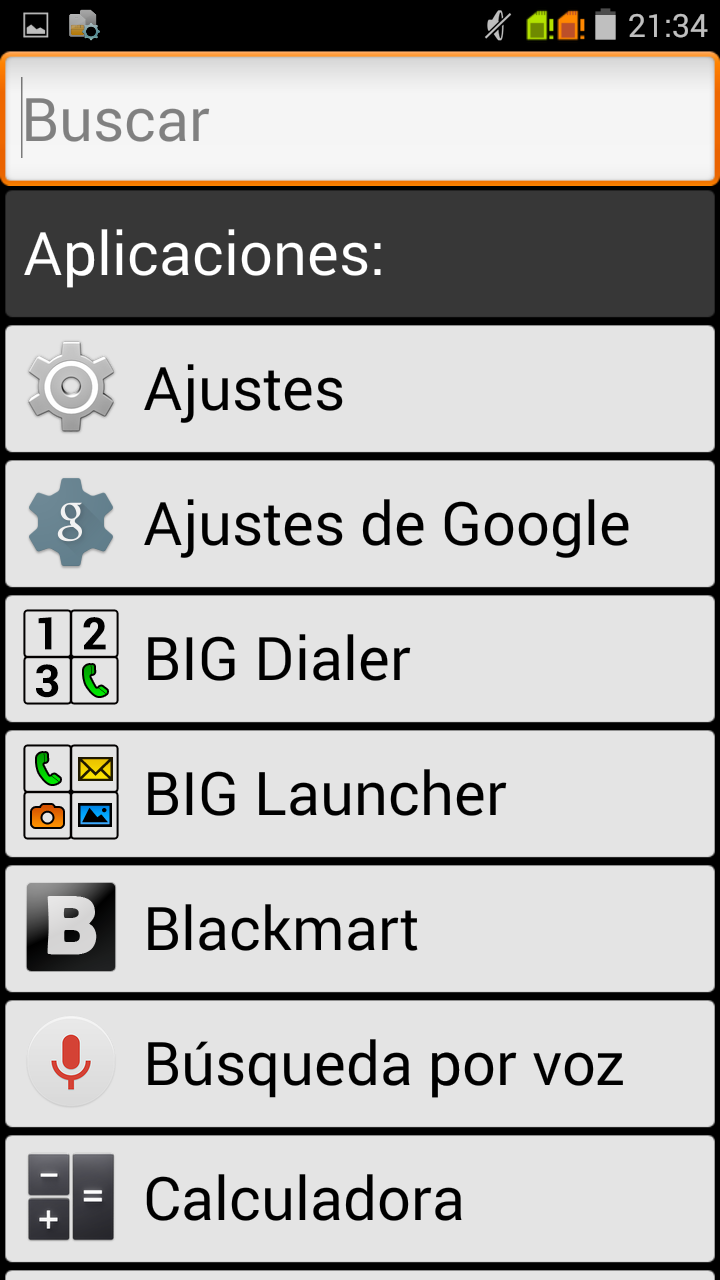 21:34
Buscar
Aplicaciones:
Ajustes
g
Ajustes de Google
1 2
3
BIG Dialer
BIG Launcher
B
Blackmart
Búsqueda por voz
− =
+
Calculadora